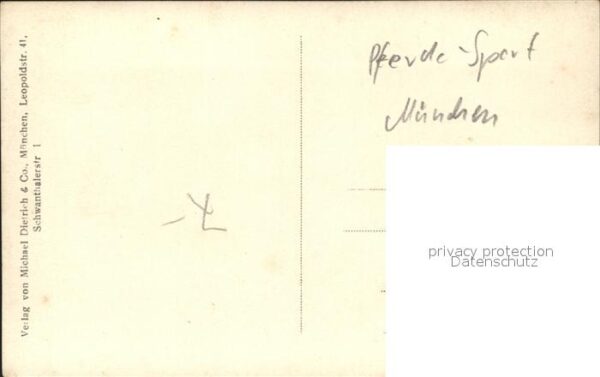 Verlag von Michael Dietrich & Co., München, Leopoldstr. 41,
Schwanthalerstr 1
Pferde-Sport
München
privacy protection
Datenschutz